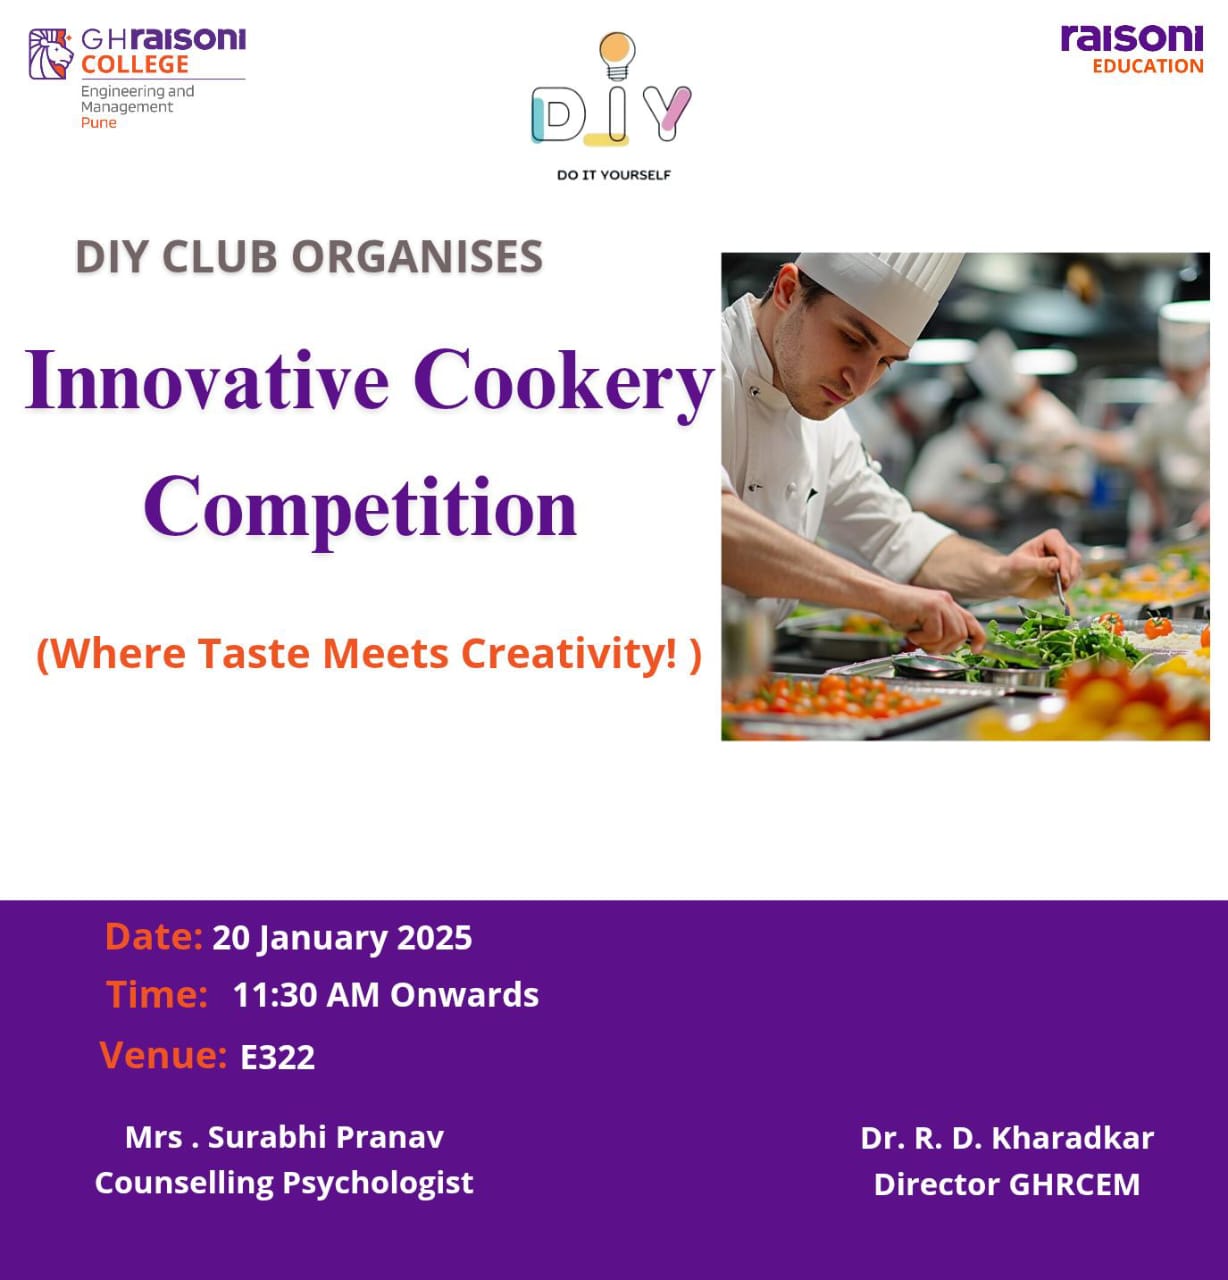 GHRAISONI
COLLEGE
Engineering and
Management
Pune
DIY
DO IT YOURSELF
raisoni
EDUCATION
DIY CLUB ORGANISES
Innovative Cookery
Competition
(Where Taste Meets Creativity! )
Date: 20 January 2025
Time: 11:30 AM Onwards
Venue: E322
Mrs . Surabhi Pranav
Counselling Psychologist
Dr. R. D. Kharadkar
Director GHRCEM